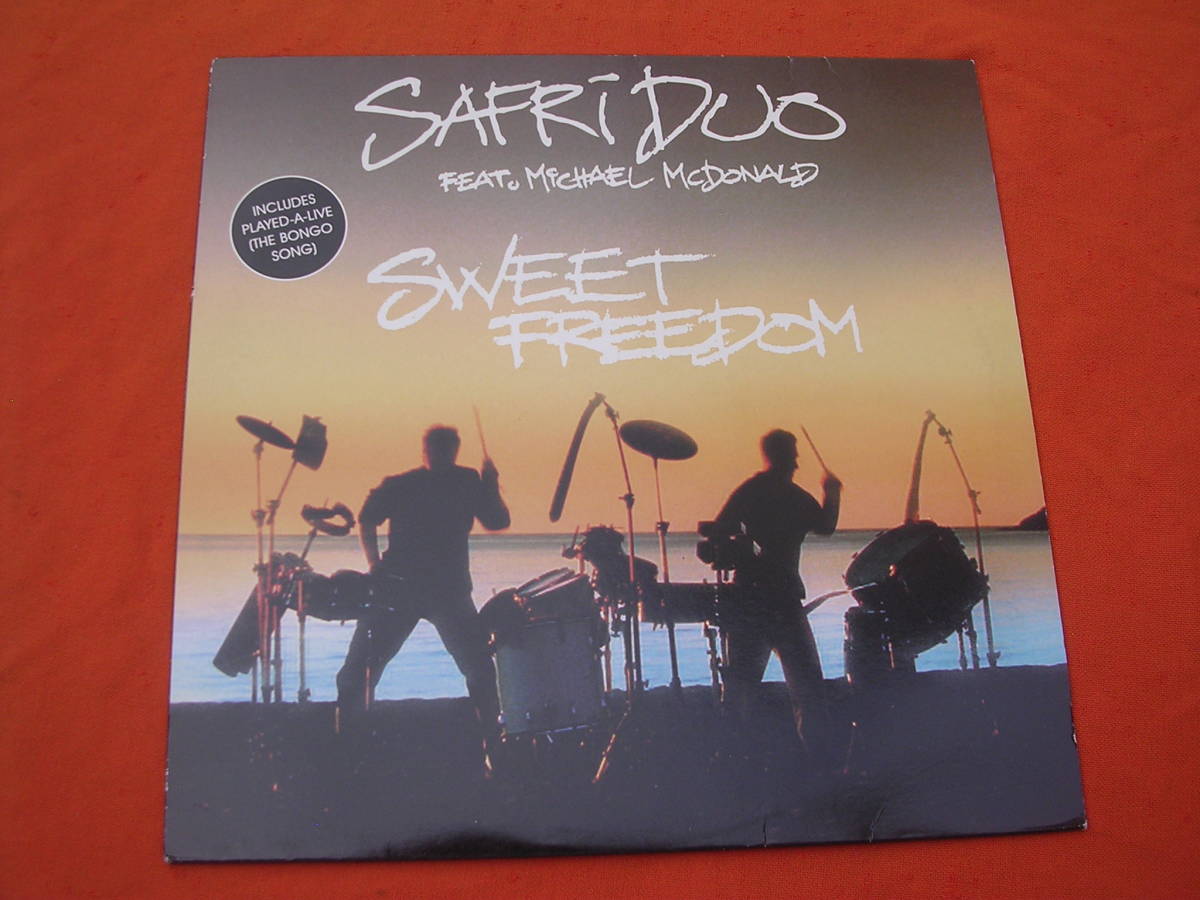 SAFRI DUO
FEAT. MICHAEL MCDONALD
INCLUDES
PLAYED-A-LIVE
(THE BONGO
SONG)
SWEET
FREEDOM